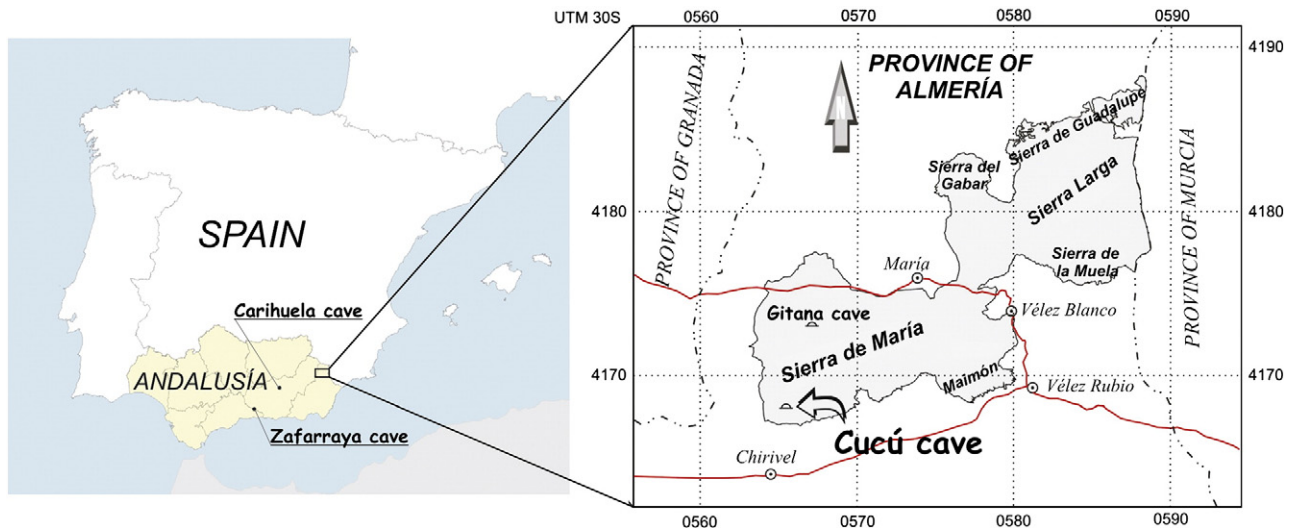 SPAIN
Carihuela cave
ANDALUSÍA
Zafarraya cave
UTM 30S
0560
0570
0580
0590
4190
PROVINCE OF GRANADA
N
PROVINCE OF
ALMERÍA
Sierra de Guadalupe
Sierra del
Gabar
Sierra Larga
PROVINCE OF MURCIA
4180
4180
Sierra de
la Muela
María
Gitana cave
Vélez Blanco
Sierra de María
4170
Maimón
Vélez Rubio
4170
Cucú cave
Chirivel
0560
0570
0580
0590